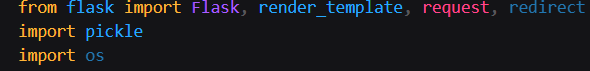 from flask import Flask, render_template, request, redirect
import pickle
import os